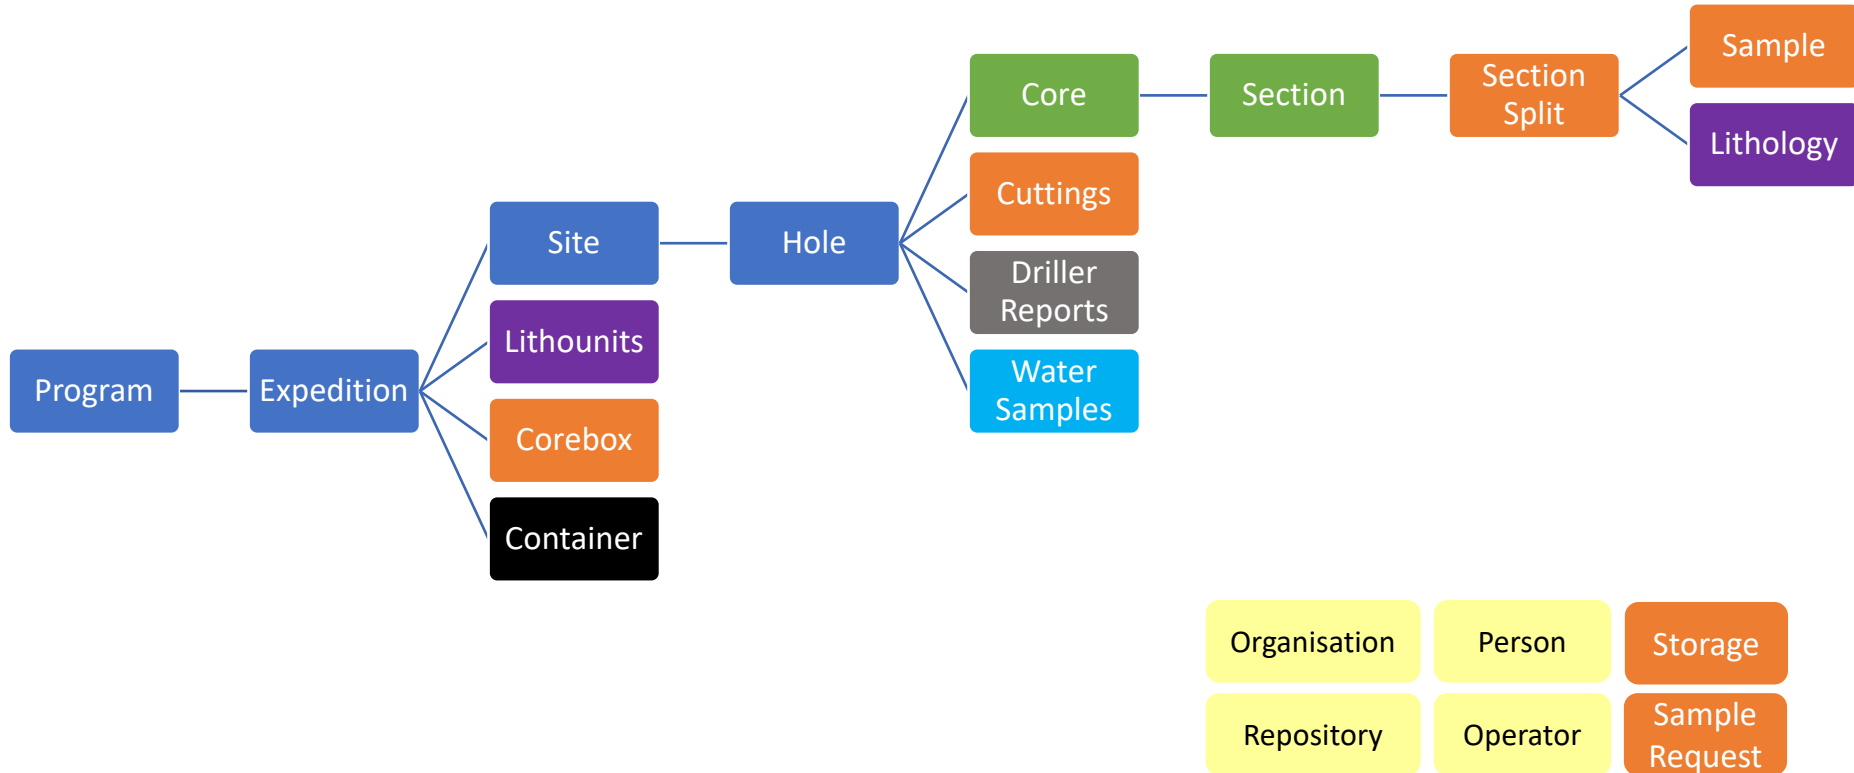 Sample
Core
Section
Section
Split
Lithology
Cuttings
Site
Hole
Driller
Reports
Lithounits
Program
Expedition
Water
Samples
Corebox
Container
Organisation
Person
Storage
Repository
Operator
Sample
Request